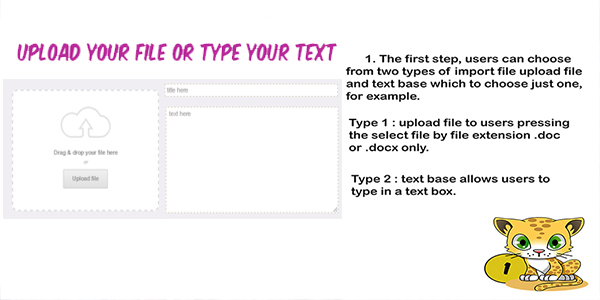 UPLOAD YOUR FILE OR TYPE YOUR TEXT
title here
text here
Drag & drop your file here
or
Upload file
1. The first step, users can choose
from two types of import file upload file
and text base which to choose just one,
for example.
Type 1 : upload file to users pressing
the select file by file extension .doc
or .docx only.
Type 2 : text base allows users to
type in a text box.
1